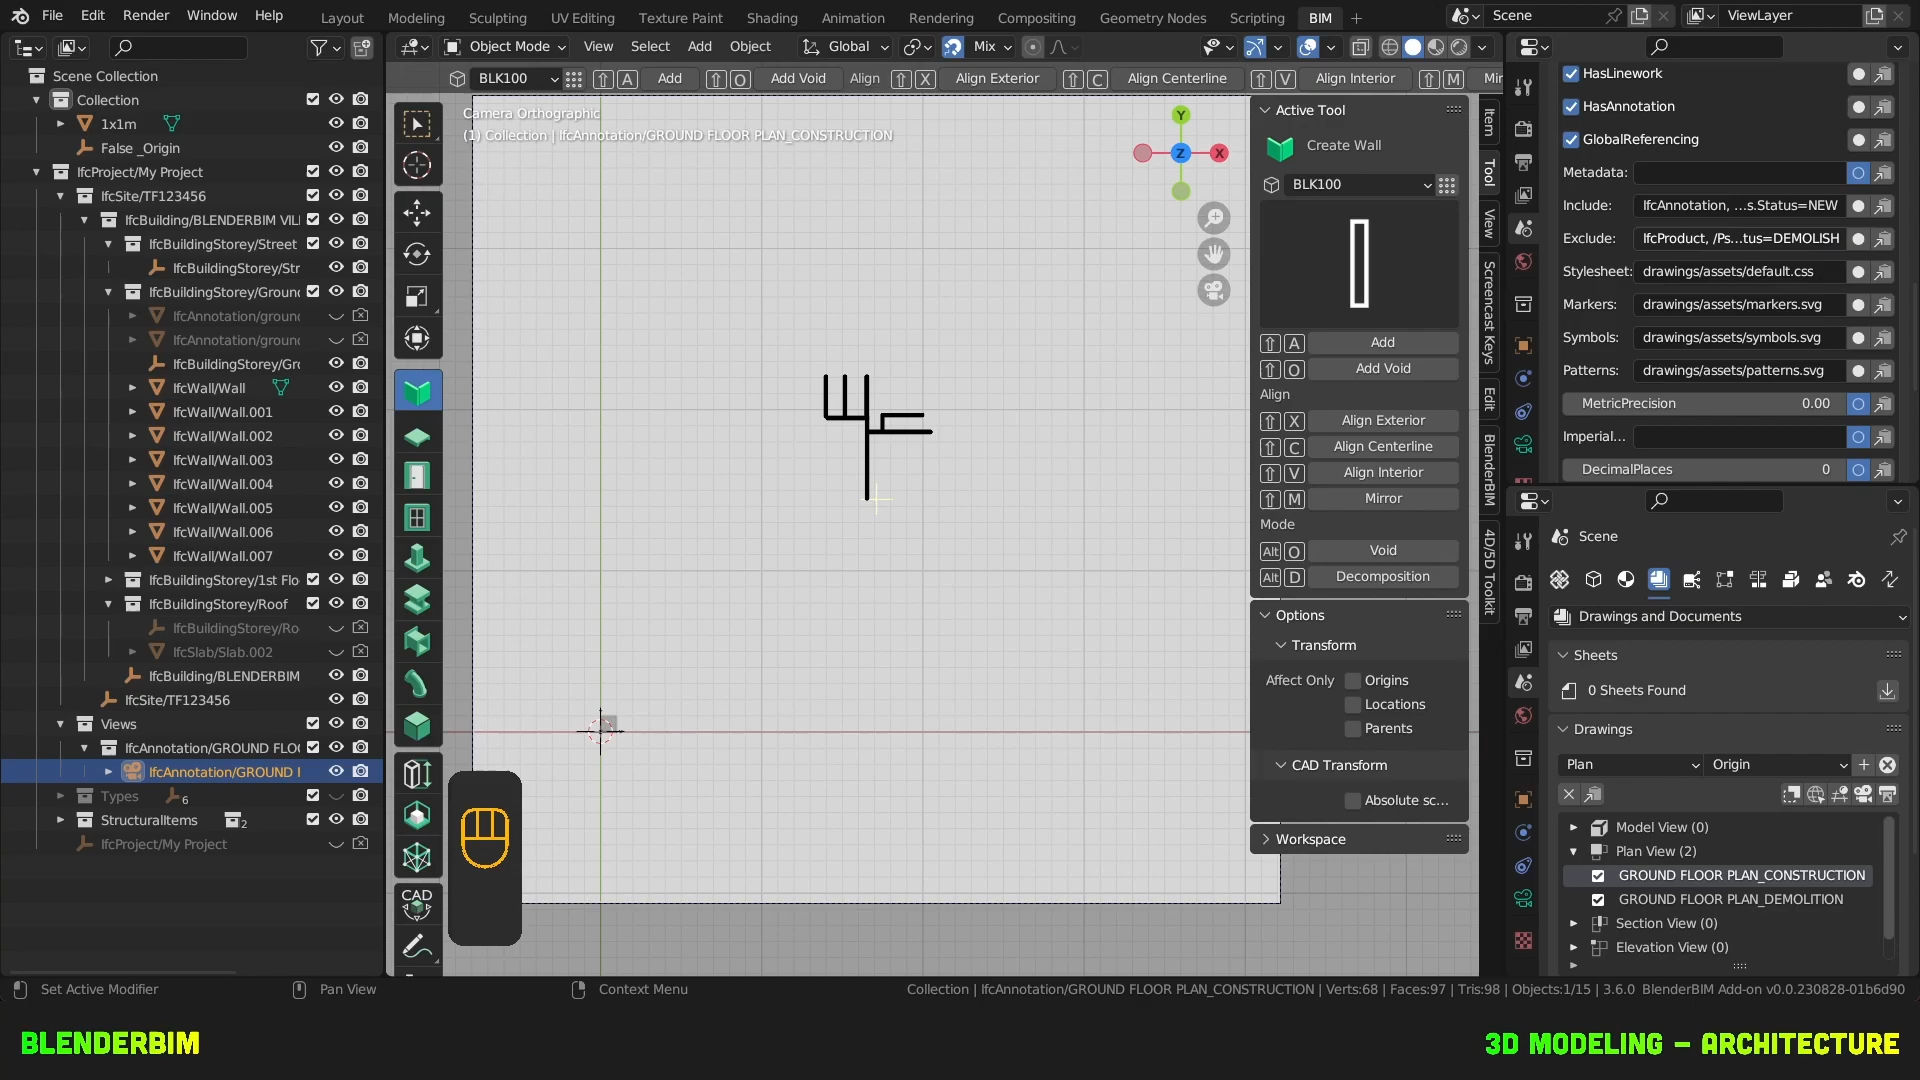 File Edit Render Window Help Layout Modeling Sculpting UV Editing Texture Paint Shading Animation Rendering Compositing Geometry Nodes Scripting BIM + Scene ViewLayer
Object Mode View Select Add Object Global Mix
BLK100 A Add O Add Void Align X Align Exterior C Align Centerline V Align Interior M
Scene Collection
Collection
1x1m
False _Origin
IfcProject/My Project
IfcSite/TF123456
IfcBuilding/BLENDERBIM VILL
IfcBuildingStorey/Street
IfcBuildingStorey/Str
IfcBuildingStorey/Ground
IfcAnnotation/ground
IfcAnnotation/ground
IfcBuildingStorey/Gro
IfcWall/Wall
IfcWall/Wall.001
IfcWall/Wall.002
IfcWall/Wall.003
IfcWall/Wall.004
IfcWall/Wall.005
IfcWall/Wall.006
IfcWall/Wall.007
IfcBuildingStorey/1st Flo
IfcBuildingStorey/Roof
IfcBuildingStorey/Ro
IfcSlab/Slab.002
IfcBuilding/BLENDERBIM
IfcSite/TF123456
Views
IfcAnnotation/GROUND FLOO
IfcAnnotation/GROUND
Types 6
StructuralItems 2
IfcProject/My Project
Camera Orthographic
(1) Collection | IfcAnnotation/GROUND FLOOR PLAN_CONSTRUCTION
Y
Z X
CAD
Active Tool
Create Wall
BLK100
A Add
O Add Void
Align
X Align Exterior
C Align Centerline
V Align Interior
M Mirror
Mode
Alt O Void
Alt D Decomposition
Options
Transform
Affect Only Origins
Locations
Parents
CAD Transform
Absolute sc...
Workspace
Item
Tool
View
Screencast Keys
Edit
BlenderBIM
4D/5D Toolkit
HasLinework
HasAnnotation
GlobalReferencing
Metadata:
Include: IfcAnnotation, ...s.Status=NEW
Exclude: IfcProduct, /Ps...tus=DEMOLISH
Stylesheet: drawings/assets/default.css
Markers: drawings/assets/markers.svg
Symbols: drawings/assets/symbols.svg
Patterns: drawings/assets/patterns.svg
MetricPrecision 0.00
Imperial...
DecimalPlaces 0
Scene
Drawings and Documents
Sheets
0 Sheets Found
Drawings
Plan Origin
Model View (0)
Plan View (2)
GROUND FLOOR PLAN_CONSTRUCTION
GROUND FLOOR PLAN_DEMOLITION
Section View (0)
Elevation View (0)
Set Active Modifier Pan View Context Menu Collection | IfcAnnotation/GROUND FLOOR PLAN_CONSTRUCTION | Verts:68 | Faces:97 | Tris:98 | Objects:1/15 | 3.6.0 BlenderBIM Add-on v0.0.230828-01b6d90
BLENDERBIM 3D MODELING - ARCHITECTURE